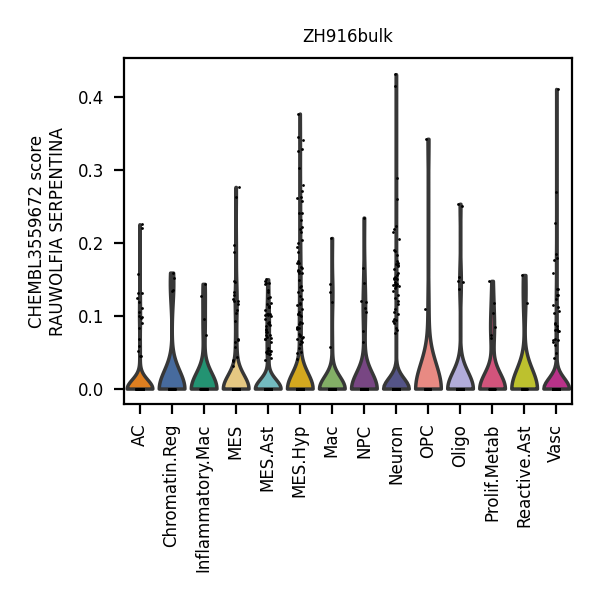 ZH916bulk
CHEMBL3559672 score
RAUWOLFIA SERPENTINA
0.4
0.3
0.2
0.1
0.0
AC
Chromatin.Reg
Inflammatory.Mac
MES
MES.Ast
MES.Hyp
Mac
NPC
Neuron
OPC
Oligo
Prolif.Metab
Reactive.Ast
Vasc